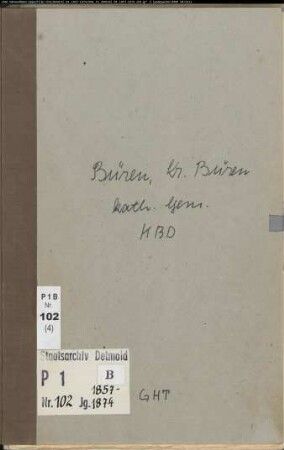 Büren, Kr. Büren
kath. Gem.
HBD
P 1 B
Nr.
102
(4)
Staatsarchiv Detmold
P 1
B
1857-
Nr. 102 Jg. 1874
GHT